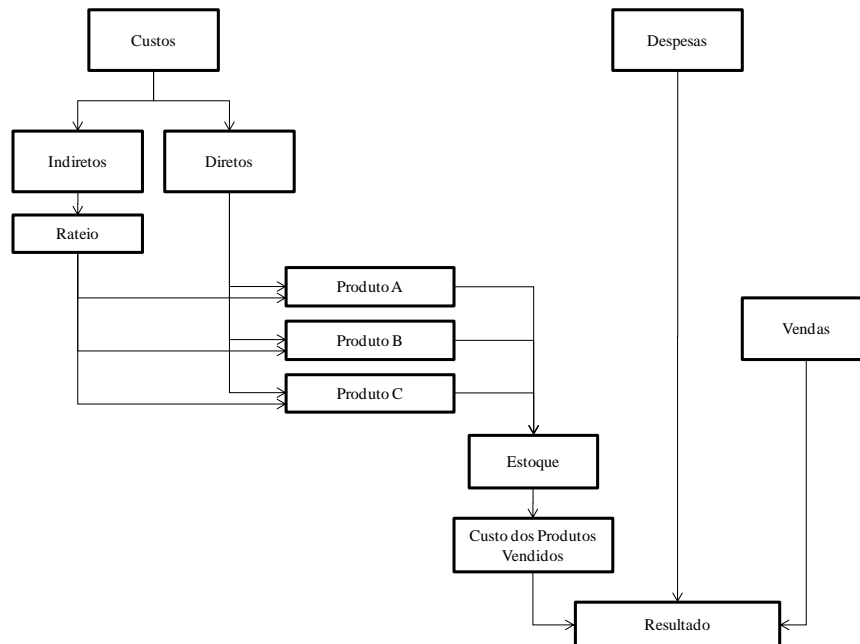 Custos
Despesas
Indiretos
Diretos
Rateio
Produto A
Produto B
Produto C
Vendas
Estoque
Custo dos Produtos
Vendidos
Resultado